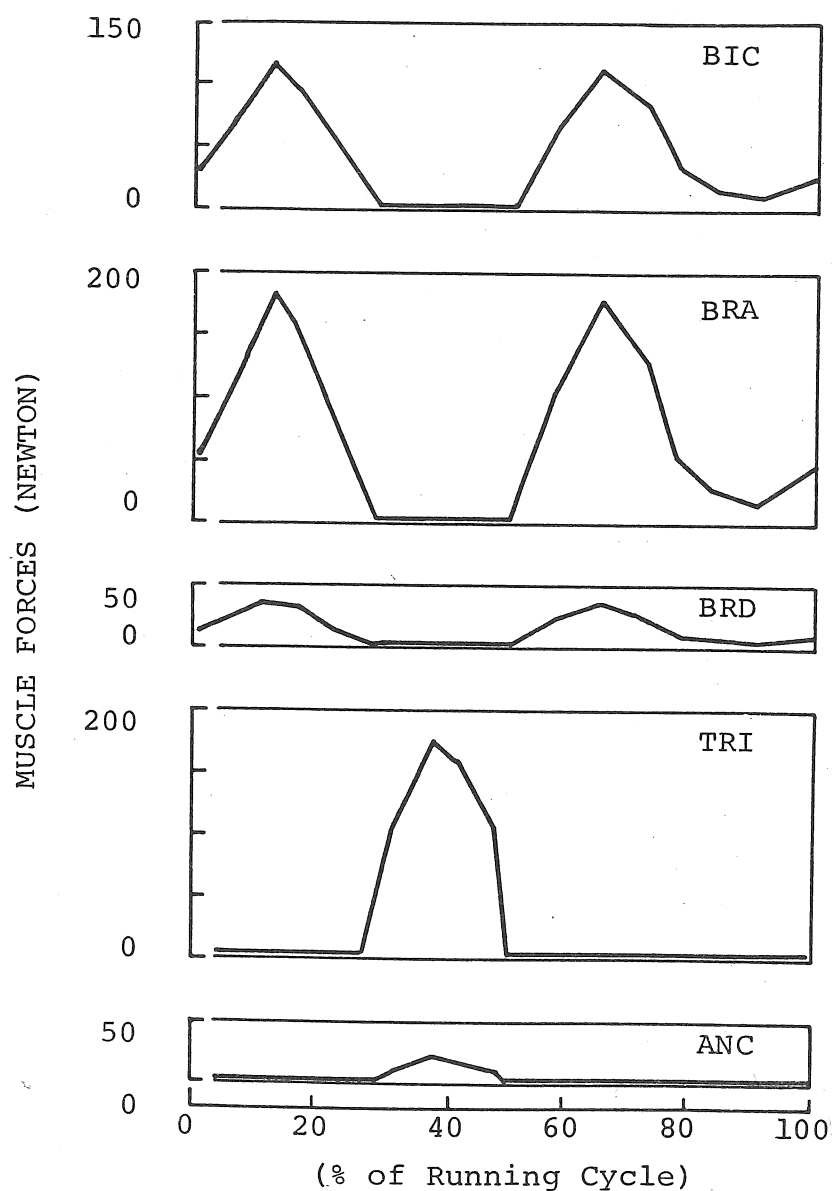 150
BIC
0
200
BRA
0
50
BRD
0
200
TRI
0
50
ANC
0
0 20 40 60 80 100
(% of Running Cycle)
MUSCLE FORCES (NEWTON)